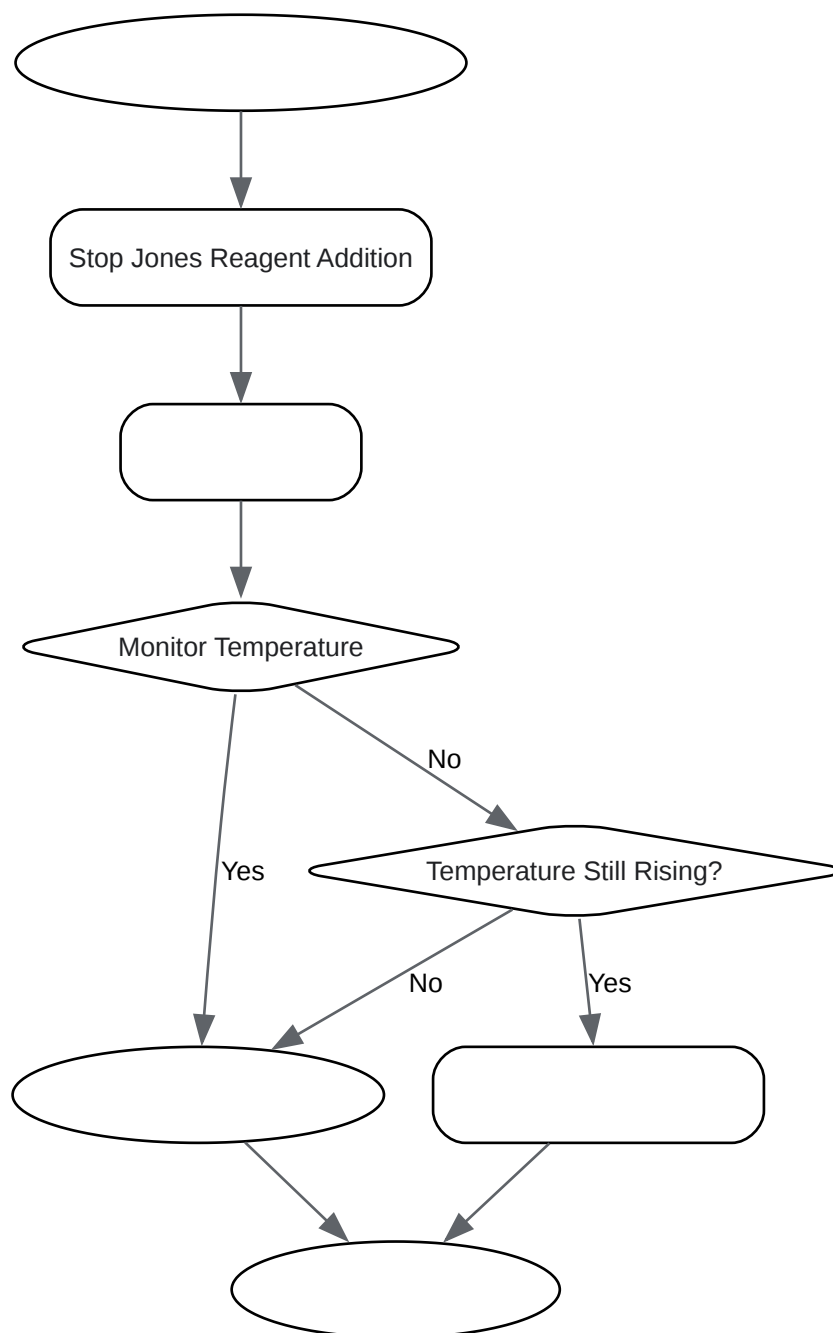 Stop Jones Reagent Addition
Monitor Temperature
No
Temperature Still Rising?
Yes
No
Yes